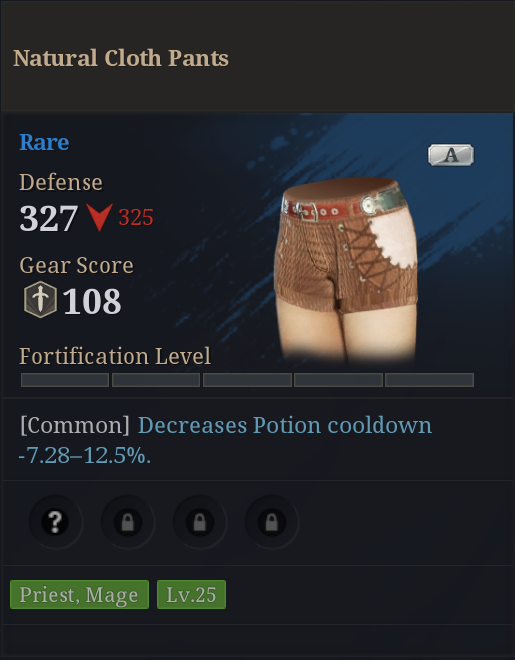 Natural Cloth Pants
Rare
A
Defense
327 325
Gear Score
108
Fortification Level
[Common] Decreases Potion cooldown
-7.28–12.5%.
?
Priest, Mage Lv.25